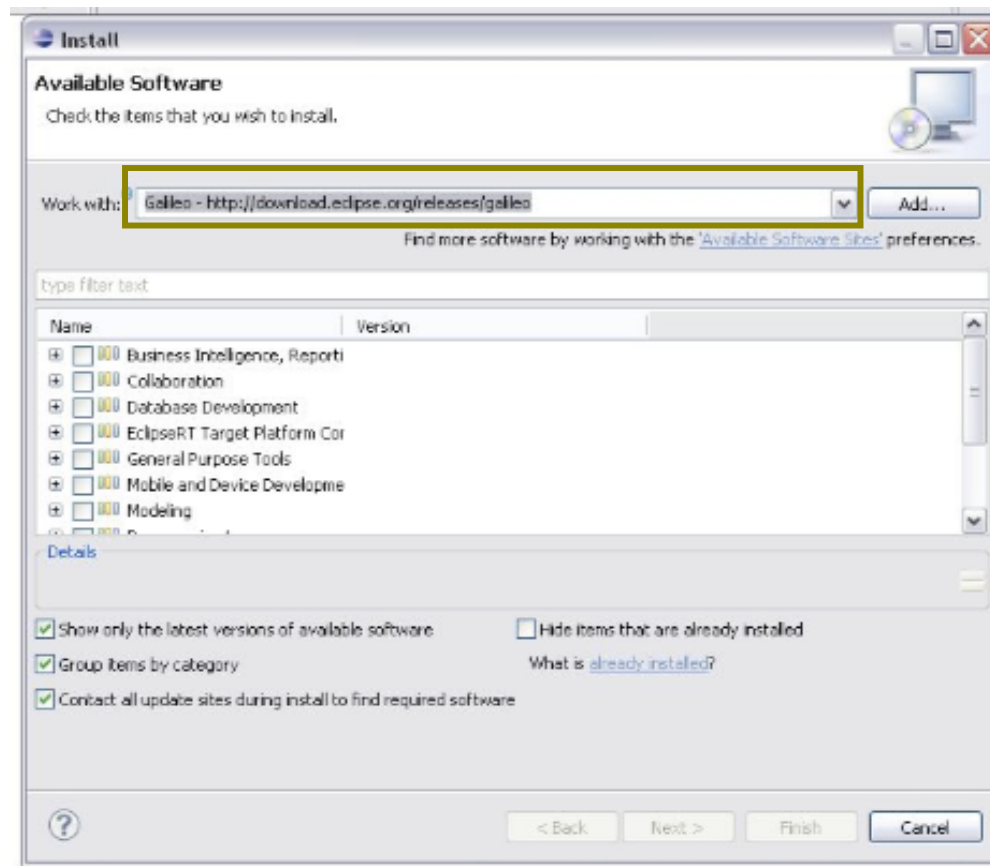 Install
Available Software
Check the items that you wish to install.
Work with: Galileo - http://download.eclipse.org/releases/galileo Add...
Find more software by working with the 'Available Software Sites' preferences.
type filter text
Name Version
Business Intelligence, Reporti
Collaboration
Database Development
EclipseRT Target Platform Cor
General Purpose Tools
Mobile and Device Developme
Modeling
Details
Show only the latest versions of available software Hide items that are already installed
Group items by category What is already installed?
Contact all update sites during install to find required software
? < Back Next > Finish Cancel